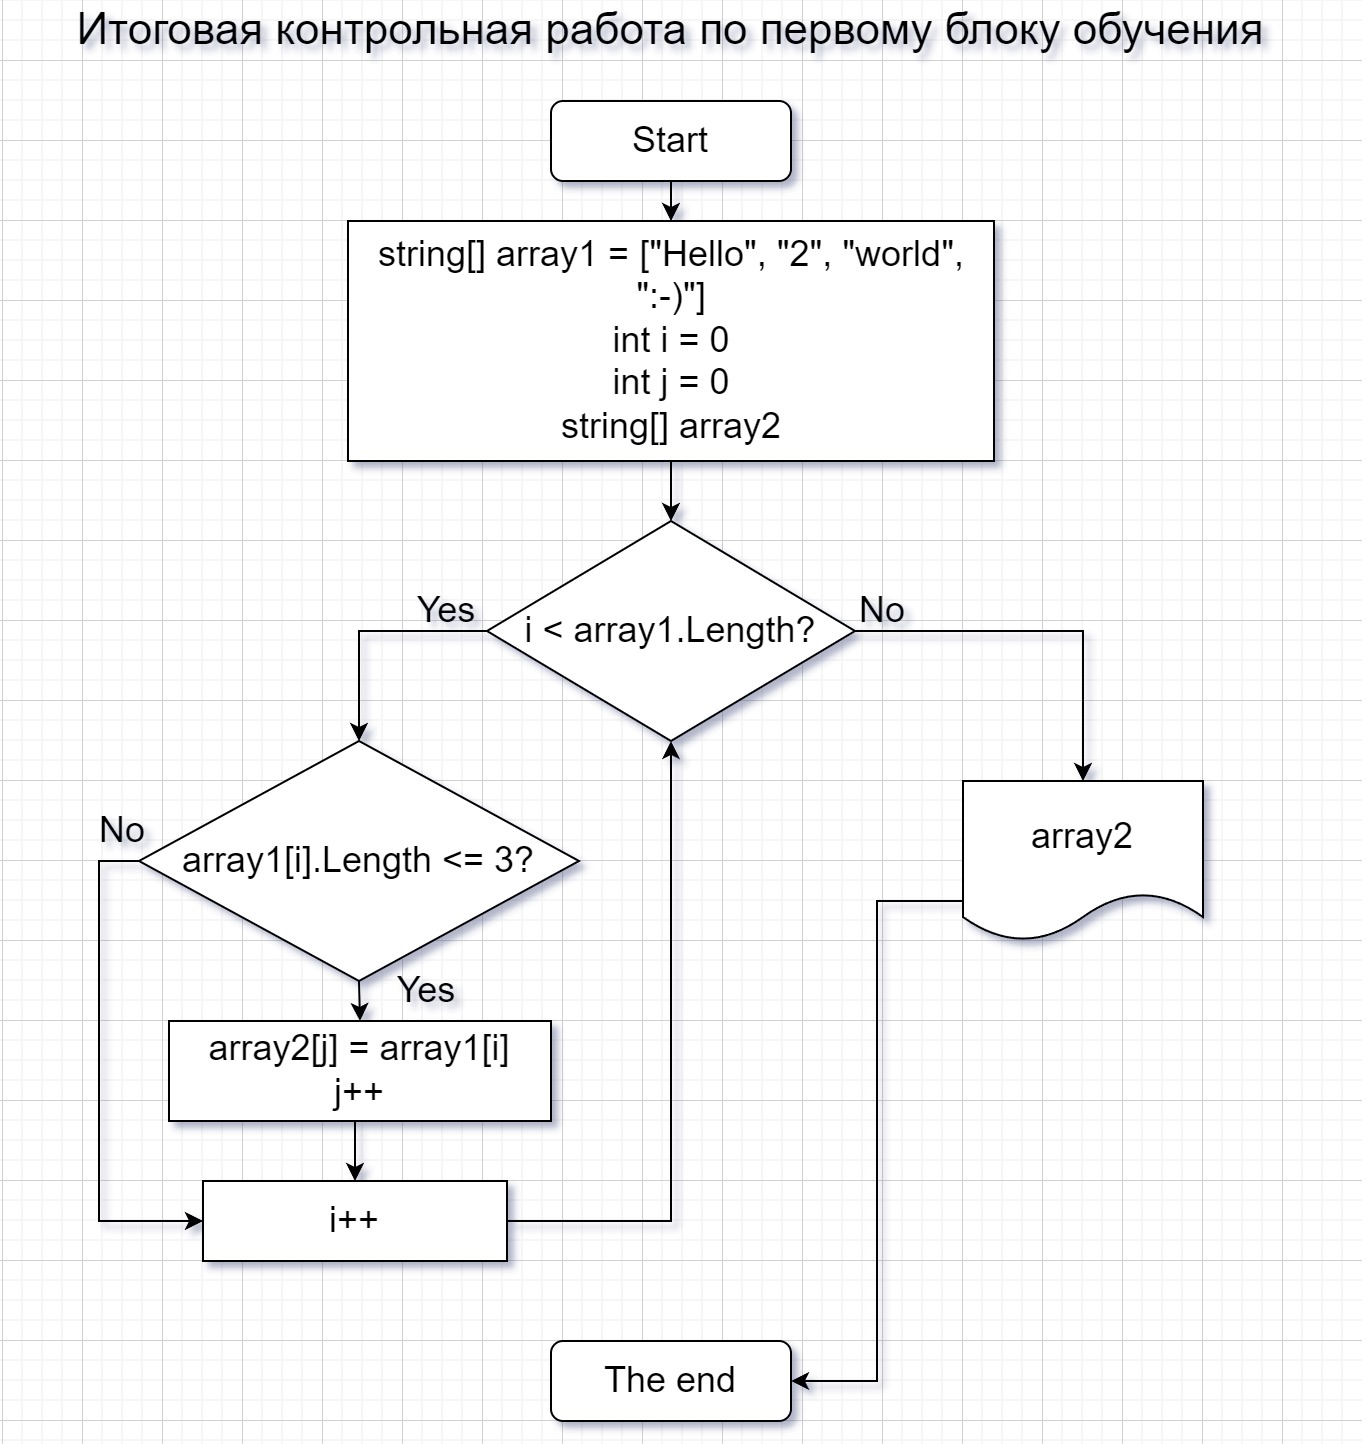 Итоговая контрольная работа по первому блоку обучения
Start
string[] array1 = ["Hello", "2", "world",
":-)"]
int i = 0
int j = 0
string[] array2
Yes
i < array1.Length?
No
No
array1[i].Length <= 3?
array2
Yes
array2[j] = array1[i]
j++
i++
The end